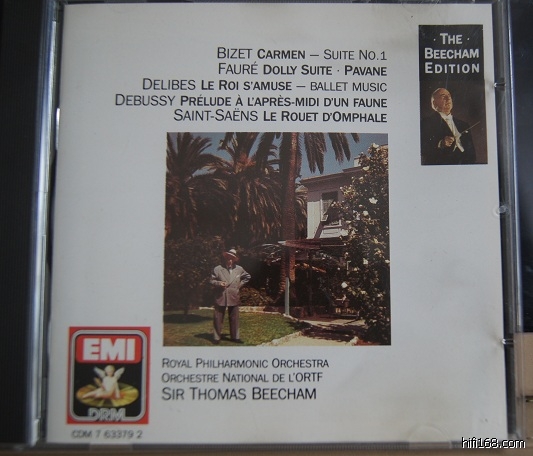 BIZET CARMEN – SUITE NO.1
FAURÉ DOLLY SUITE · PAVANE
DELIBES LE ROI S'AMUSE – BALLET MUSIC
DEBUSSY PRÉLUDE À L'APRÈS-MIDI D'UN FAUNE
SAINT-SAËNS LE ROUET D'OMPHALE
· THE ·
BEECHAM
EDITION
EMI
DRM
CDM 7 63379 2
ROYAL PHILHARMONIC ORCHESTRA
ORCHESTRE NATIONAL DE L'ORTF
SIR THOMAS BEECHAM
hifi168.com